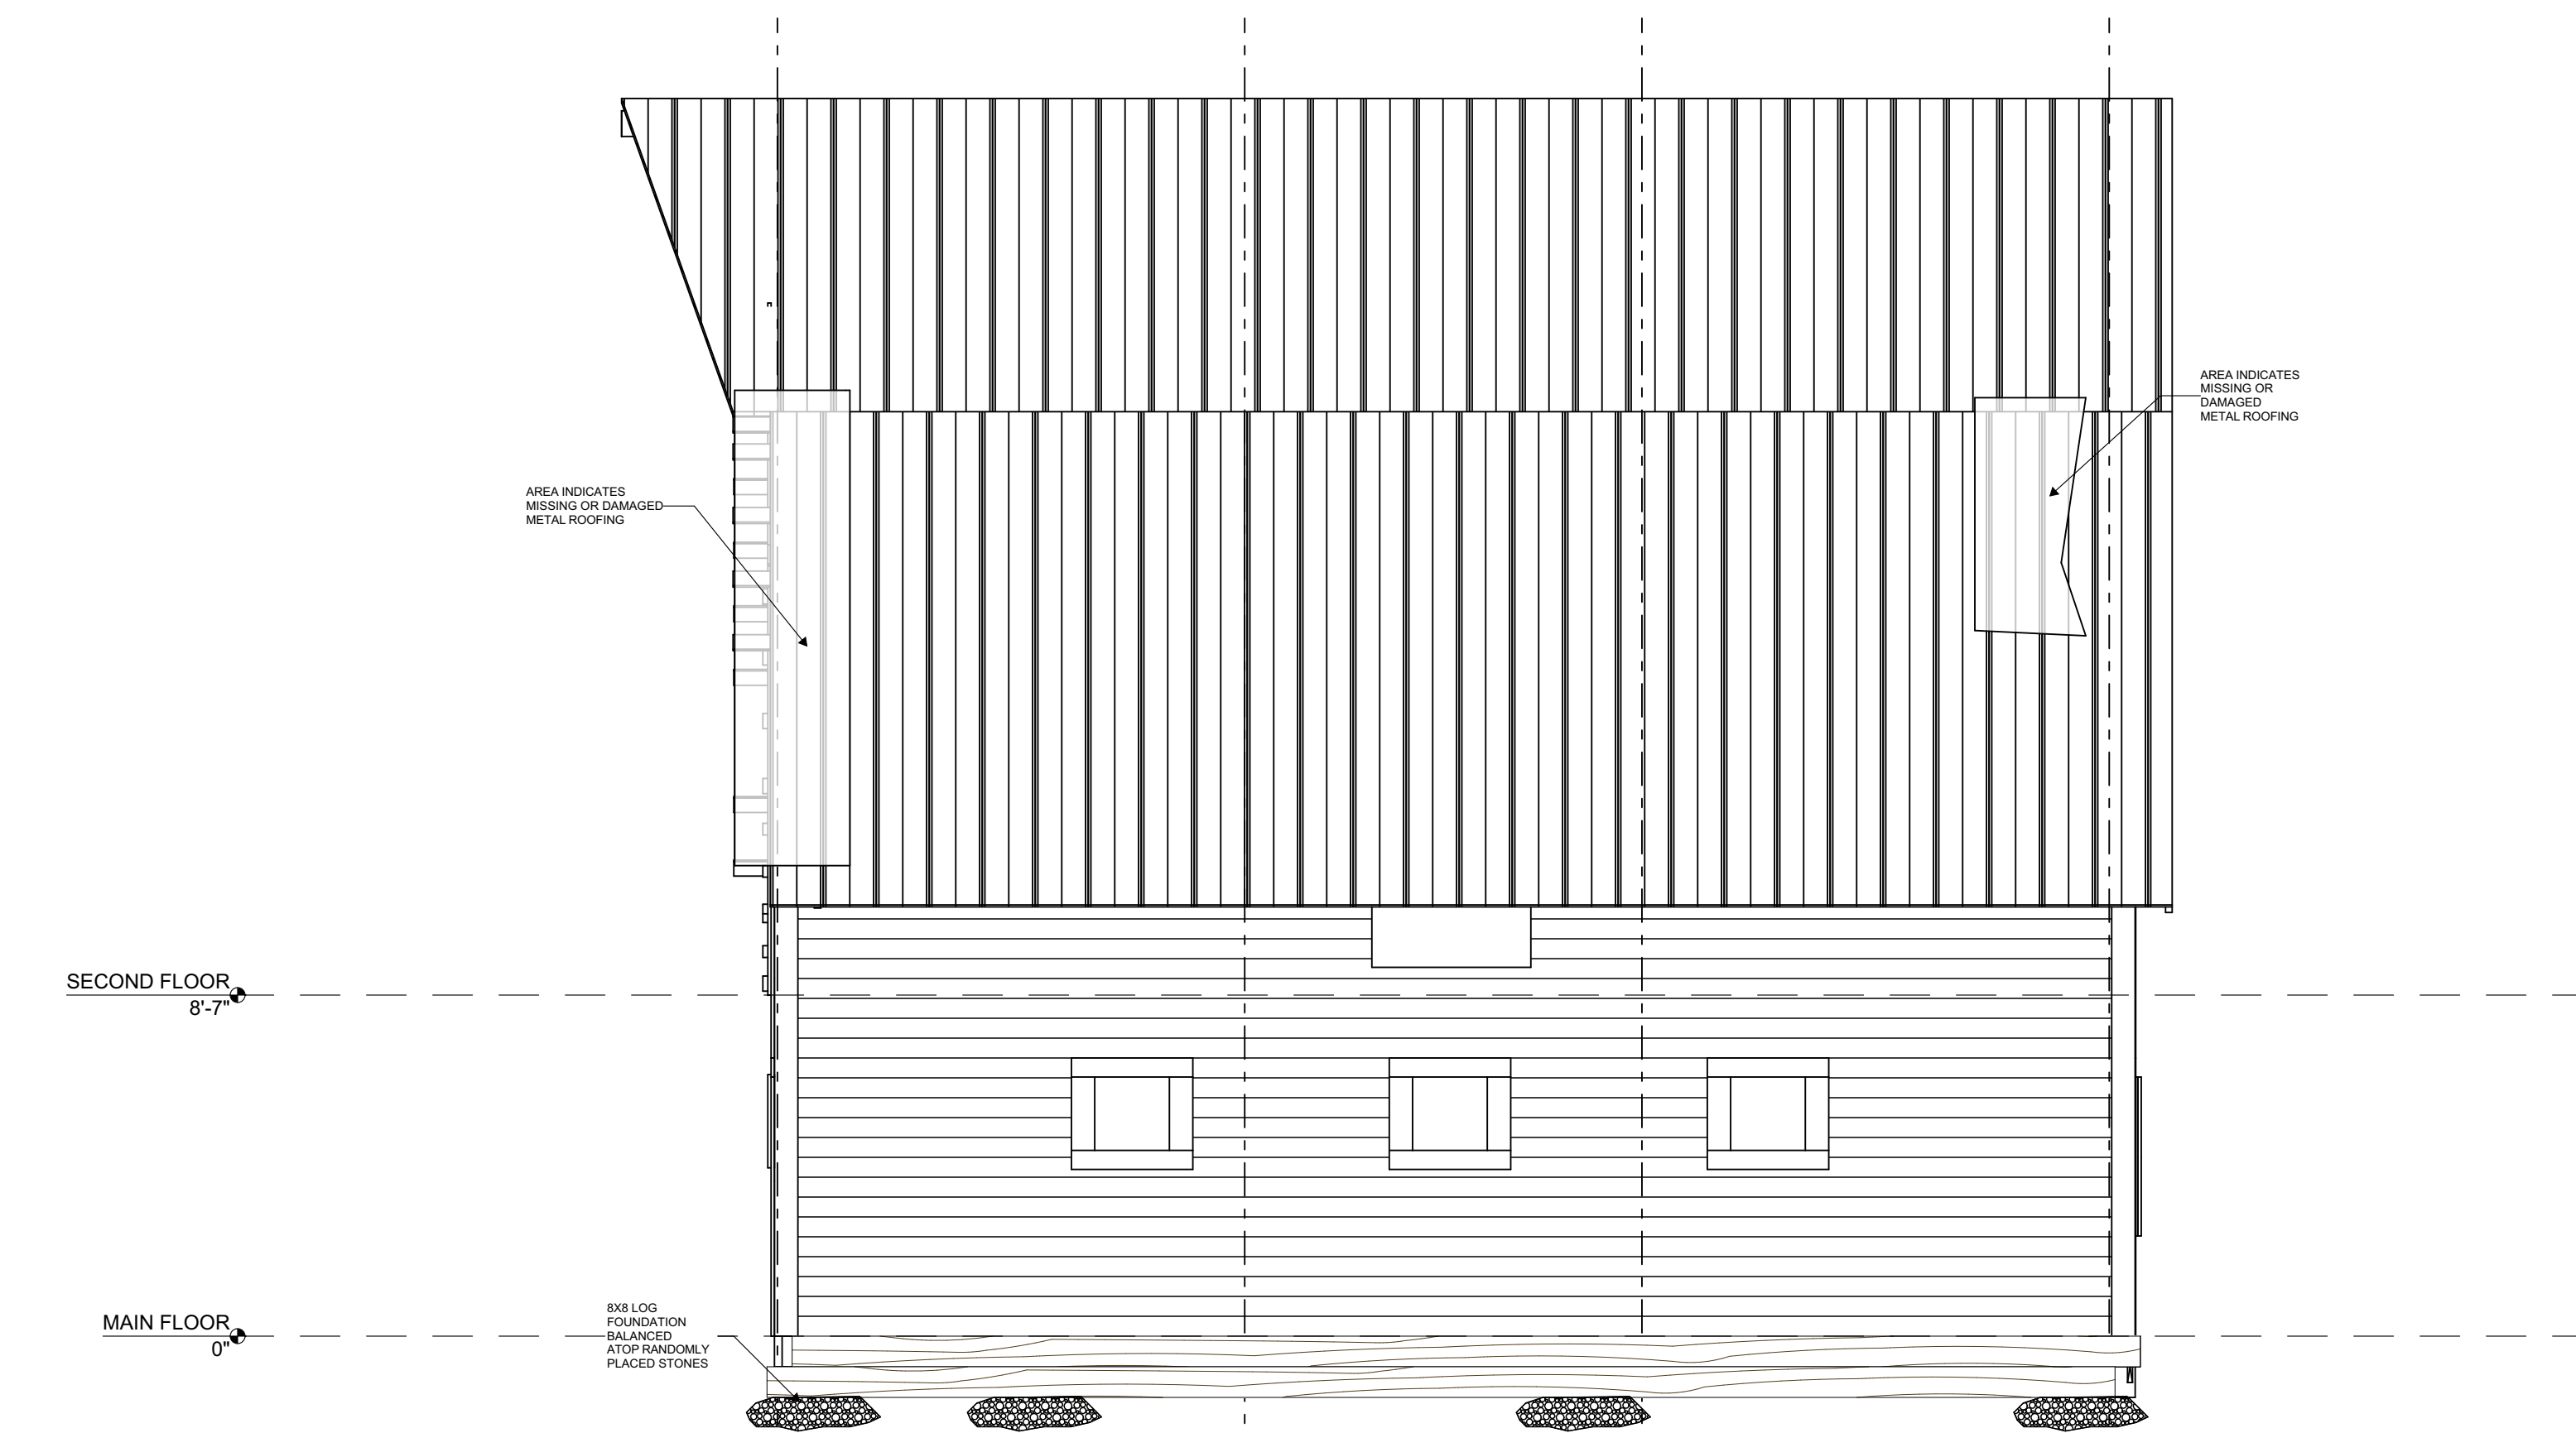 AREA INDICATES
MISSING OR
DAMAGED
METAL ROOFING
AREA INDICATES
MISSING OR DAMAGED
METAL ROOFING
SECOND FLOOR
8'-7"
8X8 LOG
FOUNDATION
BALANCED
ATOP RANDOMLY
PLACED STONES
MAIN FLOOR
0"